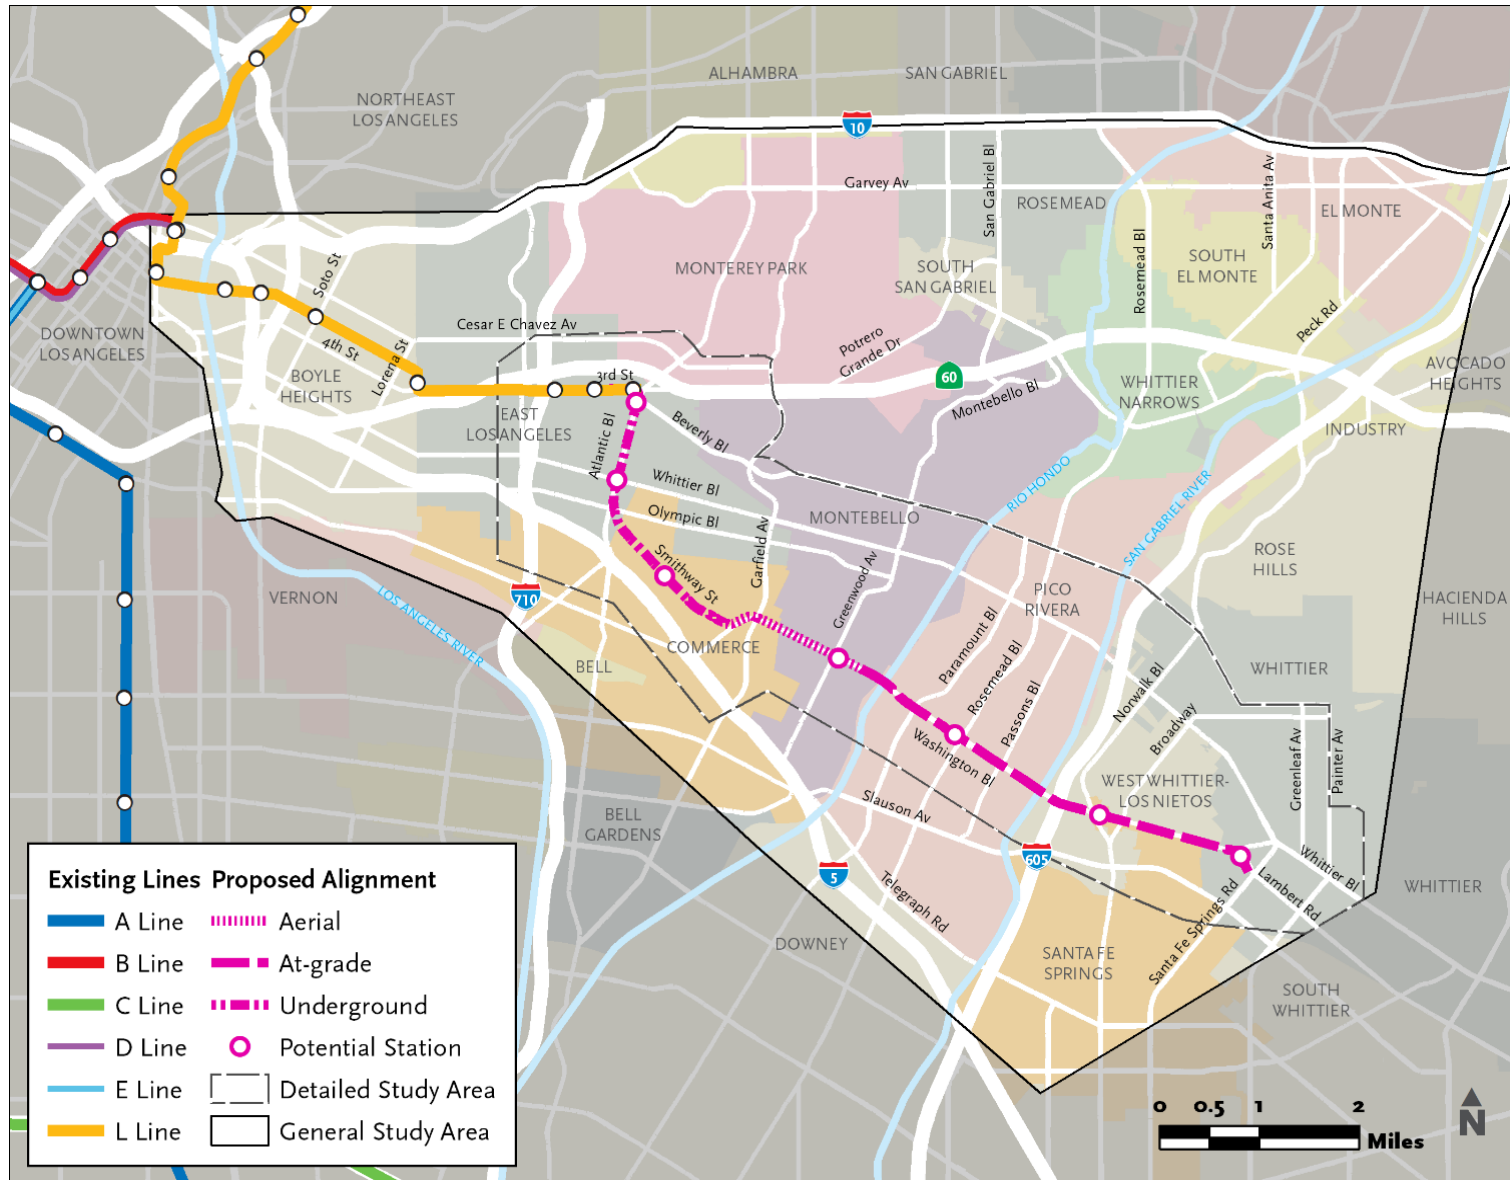 ALHAMBRA
SAN GABRIEL
NORTHEAST
LOS ANGELES
10
Garvey Av
San Gabriel Bl
ROSEMEAD
Santa Anita Av
EL MONTE
Rosemead Bl
SOUTH
EL MONTE
MONTEREY PARK
SOUTH
SAN GABRIEL
Soto St
Cesar E Chavez Av
Peck Rd
DOWNTOWN
LOS ANGELES
4th St
Lorena St
Potrero
Grande Dr
AVOCADO
HEIGHTS
BOYLE
HEIGHTS
3rd St
60
Montebello Bl
WHITTIER
NARROWS
EAST
LOS ANGELES
Atlantic Bl
Beverly Bl
INDUSTRY
Whittier Bl
RIO HONDO
Olympic Bl
MONTEBELLO
SAN GABRIEL RIVER
Garfield Av
Smithway St
Greenwood Av
ROSE
HILLS
710
VERNON
LOS ANGELES RIVER
PICO
RIVERA
HACIENDA
HILLS
COMMERCE
BELL
Paramount Bl
Rosemead Bl
Passons Bl
Norwalk Bl
WHITTIER
Broadway
Washington Bl
Greenleaf Av
Painter Av
WEST WHITTIER-
LOS NIETOS
BELL
GARDENS
Slauson Av
605
5
Whittier Bl
Lambert Rd
WHITTIER
Telegraph Rd
Santa Fe Springs Rd
DOWNEY
SANTA FE
SPRINGS
SOUTH
WHITTIER
Existing Lines
A Line
B Line
C Line
D Line
E Line
L Line
Proposed Alignment
Aerial
At-grade
Underground
Potential Station
Detailed Study Area
General Study Area
0 0.5 1 2
Miles
N